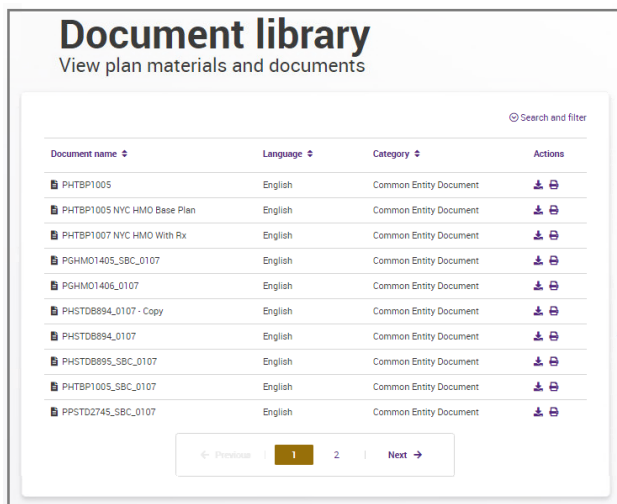 Document library
View plan materials and documents
Search and filter
Document name Language Category Actions
PHTBP1005 English Common Entity Document
PHTBP1005 NYC HMO Base Plan English Common Entity Document
PHTBP1007 NYC HMO With Rx English Common Entity Document
PGHMO1405_SBC_0107 English Common Entity Document
PGHMO1406_0107 English Common Entity Document
PHSTDB894_0107 - Copy English Common Entity Document
PHSTDB894_0107 English Common Entity Document
PHSTDB895_SBC_0107 English Common Entity Document
PHTBP1005_SBC_0107 English Common Entity Document
PPSTD2745_SBC_0107 English Common Entity Document
← Previous | 1 2 | Next →